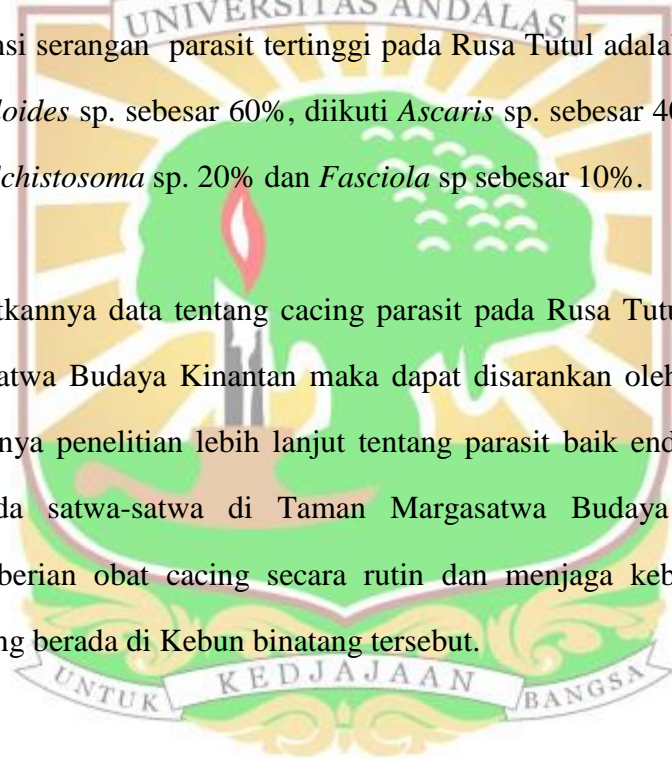 UNIVERSITAS ANDALAS
nsi serangan parasit tertinggi pada Rusa Tutul adala
loides sp. sebesar 60%, diikuti Ascaris sp. sebesar 4
chistosoma sp. 20% dan Fasciola sp sebesar 10%.
tkannya data tentang cacing parasit pada Rusa Tutu
atwa Budaya Kinantan maka dapat disarankan oleh
nya penelitian lebih lanjut tentang parasit baik end
da satwa-satwa di Taman Margasatwa Budaya
berian obat cacing secara rutin dan menjaga keb
ng berada di Kebun binatang tersebut.
UNTUK KEDJAJAAN BANGSA